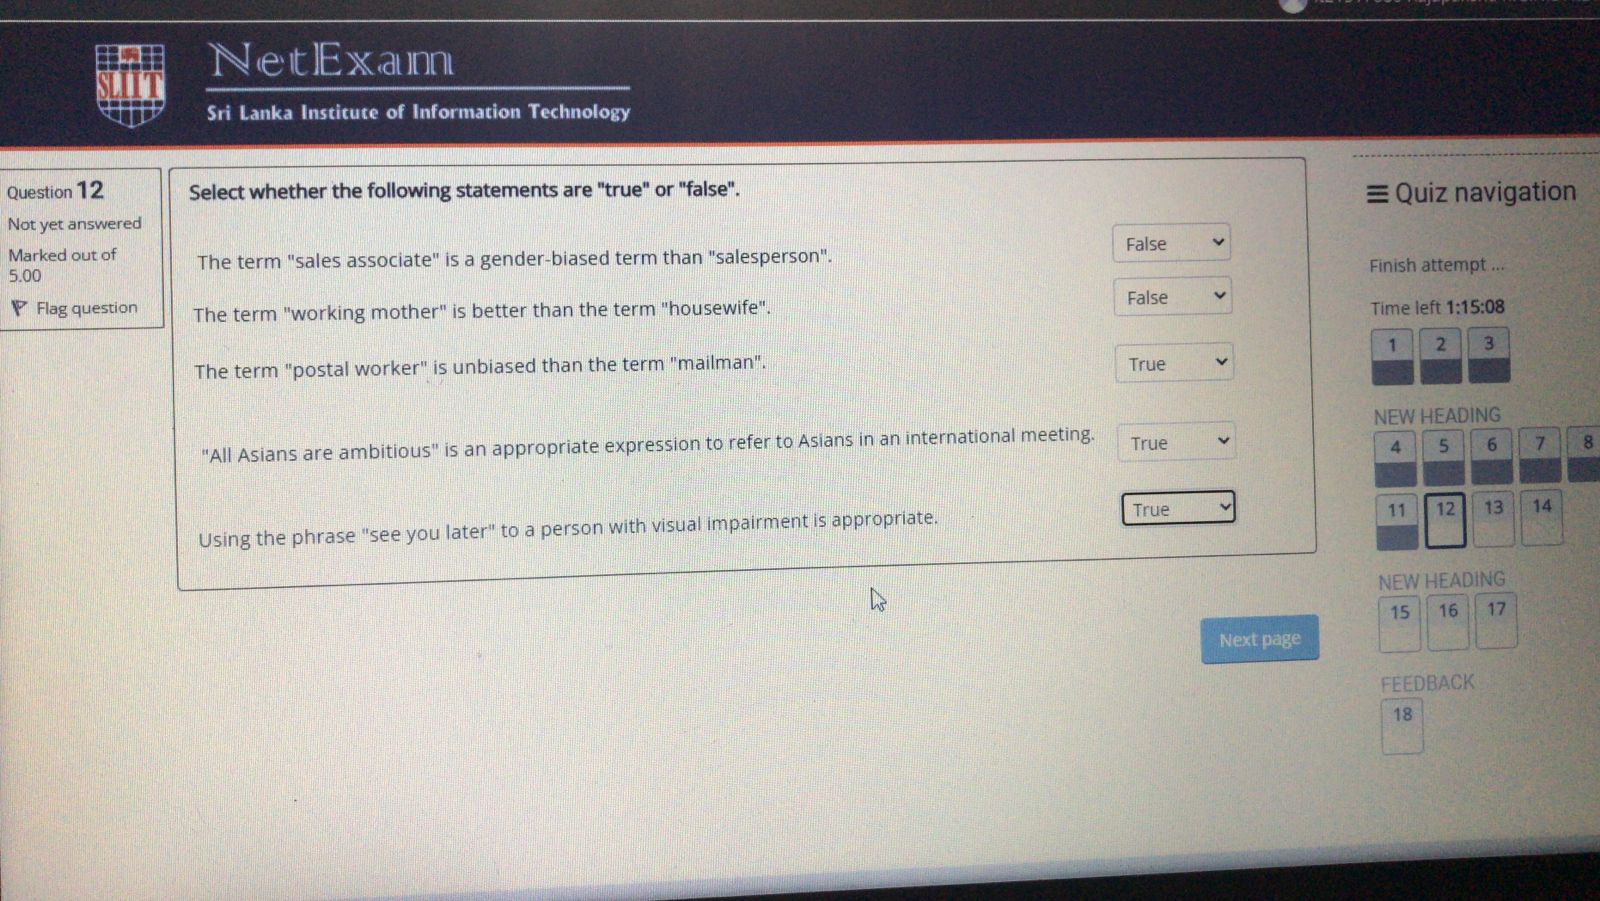 NetExam
SLIIT
Sri Lanka Institute of Information Technology
Question 12
Not yet answered
Marked out of
5.00
Flag question
Select whether the following statements are "true" or "false".
The term "sales associate" is a gender-biased term than "salesperson".
False
The term "working mother" is better than the term "housewife".
False
The term "postal worker" is unbiased than the term "mailman".
True
"All Asians are ambitious" is an appropriate expression to refer to Asians in an international meeting.
True
Using the phrase "see you later" to a person with visual impairment is appropriate.
True
Next page
Quiz navigation
Finish attempt ...
Time left 1:15:08
1 2 3
NEW HEADING
4 5 6 7 8
11 12 13 14
NEW HEADING
15 16 17
FEEDBACK
18